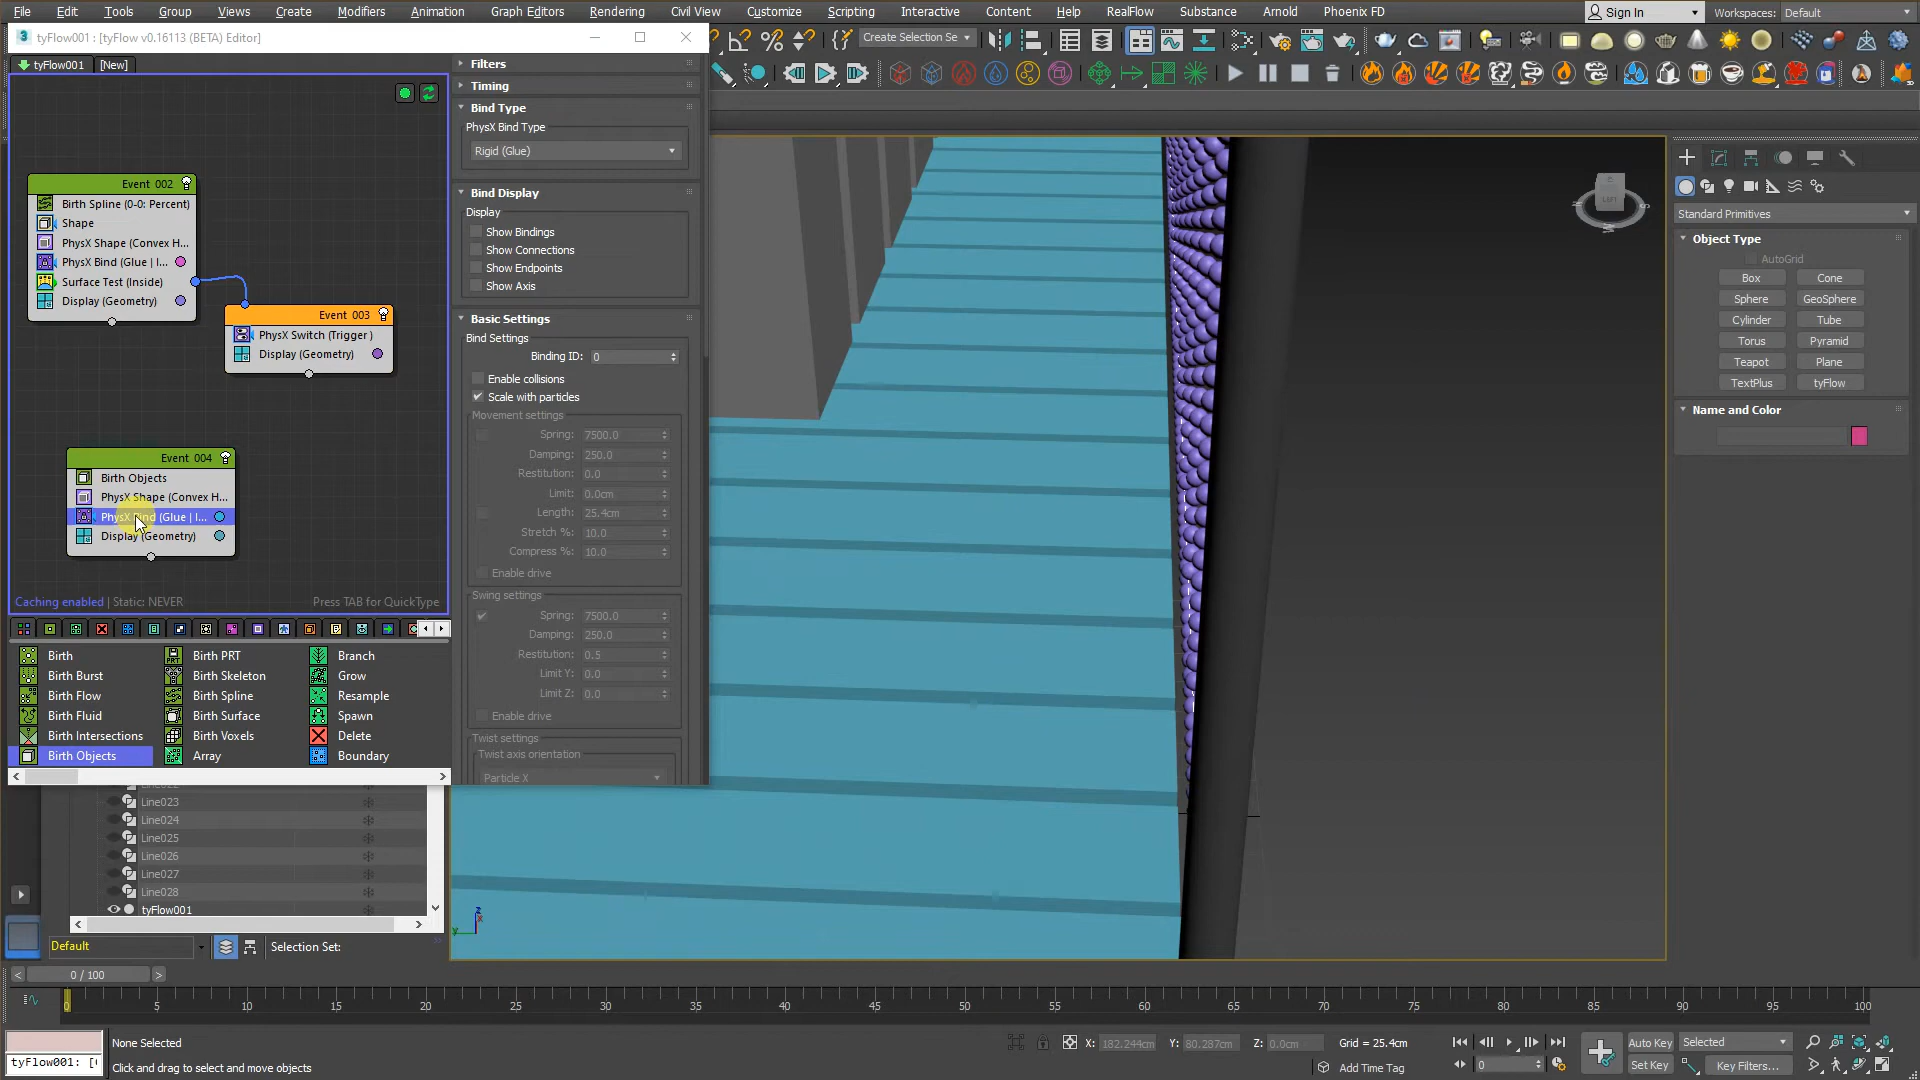 File Edit Tools Group Views Create Modifiers Animation Graph Editors Rendering Civil View Customize Scripting Interactive Content Help RealFlow Substance Arnold Phoenix FD Sign In Workspaces: Default
tyFlow001 : [tyFlow v0.16113 (BETA) Editor]
Create Selection Se
tyFlow001 [New]
Filters
Timing
Bind Type
PhysX Bind Type
Rigid (Glue)
Event 002
Birth Spline (0-0: Percent)
Shape
PhysX Shape (Convex H...
PhysX Bind (Glue | I...
Surface Test (Inside)
Display (Geometry)
Event 003
PhysX Switch (Trigger )
Display (Geometry)
Event 004
Birth Objects
PhysX Shape (Convex H...
PhysX Bind (Glue | I...
Display (Geometry)
Caching enabled | Static: NEVER
Press TAB for QuickType
Bind Display
Display
Show Bindings
Show Connections
Show Endpoints
Show Axis
Basic Settings
Bind Settings
Binding ID: 0
Enable collisions
Scale with particles
Movement settings
Spring: 7500.0
Damping: 250.0
Restitution: 0.0
Limit: 0.0cm
Length: 25.4cm
Stretch %: 10.0
Compress %: 10.0
Enable drive
Swing settings
Spring: 7500.0
Damping: 250.0
Restitution: 0.5
Limit Y: 0.0
Limit Z: 0.0
Enable drive
Twist settings
Twist axis orientation
Particle X
Birth Birth PRT Branch
Birth Burst Birth Skeleton Grow
Birth Flow Birth Spline Resample
Birth Fluid Birth Surface Spawn
Birth Intersections Birth Voxels Delete
Birth Objects Array Boundary
Line023
Line024
Line025
Line026
Line027
Line028
tyFlow001
Default
Selection Set:
LEFT
Standard Primitives
Object Type
AutoGrid
Box Cone
Sphere GeoSphere
Cylinder Tube
Torus Pyramid
Teapot Plane
TextPlus tyFlow
Name and Color
z
y
0 / 100
0 5 10 15 20 25 30 35 40 45 50 55 60 65 70 75 80 85 90 95 100
None Selected
X: 182.244cm Y: 80.287cm Z: 0.0cm Grid = 25.4cm
Auto Key Selected
tyFlow001: [
Click and drag to select and move objects
Add Time Tag
0
Set Key Key Filters...